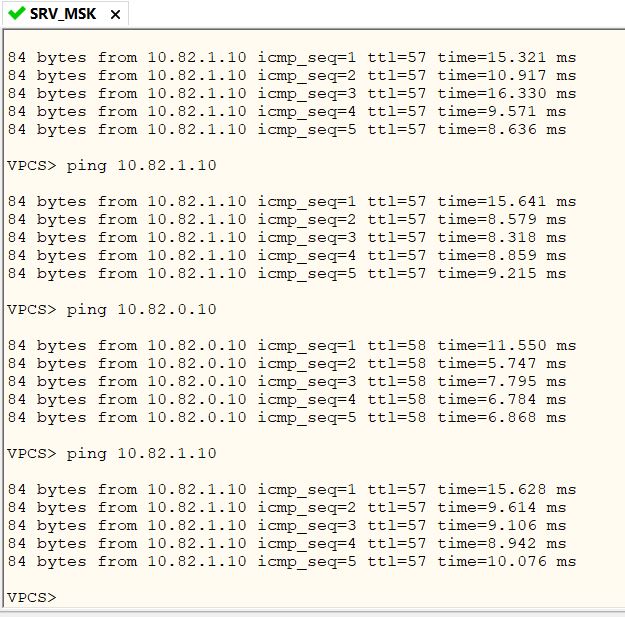 SRV_MSK
84 bytes from 10.82.1.10 icmp_seq=1 ttl=57 time=15.321 ms
84 bytes from 10.82.1.10 icmp_seq=2 ttl=57 time=10.917 ms
84 bytes from 10.82.1.10 icmp_seq=3 ttl=57 time=16.330 ms
84 bytes from 10.82.1.10 icmp_seq=4 ttl=57 time=9.571 ms
84 bytes from 10.82.1.10 icmp_seq=5 ttl=57 time=8.636 ms
VPCS> ping 10.82.1.10
84 bytes from 10.82.1.10 icmp_seq=1 ttl=57 time=15.641 ms
84 bytes from 10.82.1.10 icmp_seq=2 ttl=57 time=8.579 ms
84 bytes from 10.82.1.10 icmp_seq=3 ttl=57 time=8.318 ms
84 bytes from 10.82.1.10 icmp_seq=4 ttl=57 time=8.859 ms
84 bytes from 10.82.1.10 icmp_seq=5 ttl=57 time=9.215 ms
VPCS> ping 10.82.0.10
84 bytes from 10.82.0.10 icmp_seq=1 ttl=58 time=11.550 ms
84 bytes from 10.82.0.10 icmp_seq=2 ttl=58 time=5.747 ms
84 bytes from 10.82.0.10 icmp_seq=3 ttl=58 time=7.795 ms
84 bytes from 10.82.0.10 icmp_seq=4 ttl=58 time=6.784 ms
84 bytes from 10.82.0.10 icmp_seq=5 ttl=58 time=6.868 ms
VPCS> ping 10.82.1.10
84 bytes from 10.82.1.10 icmp_seq=1 ttl=57 time=15.628 ms
84 bytes from 10.82.1.10 icmp_seq=2 ttl=57 time=9.614 ms
84 bytes from 10.82.1.10 icmp_seq=3 ttl=57 time=9.106 ms
84 bytes from 10.82.1.10 icmp_seq=4 ttl=57 time=8.942 ms
84 bytes from 10.82.1.10 icmp_seq=5 ttl=57 time=10.076 ms
VPCS>